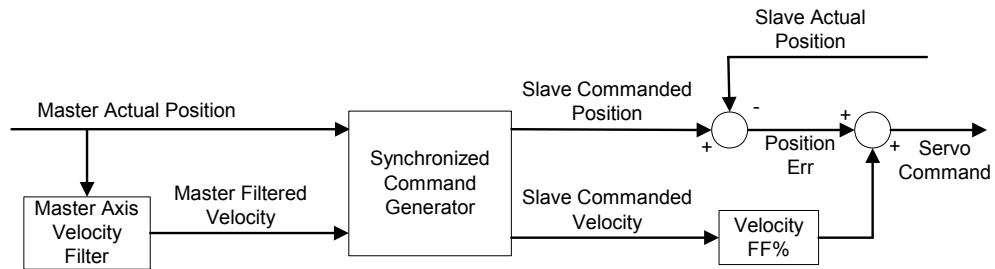 Slave Actual
Position
Master Actual Position
Slave Commanded
Position
-
+
Position
Err
+
+
Servo
Command
Synchronized
Command
Generator
Master Axis
Velocity
Filter
Master Filtered
Velocity
Slave Commanded
Velocity
Velocity
FF%